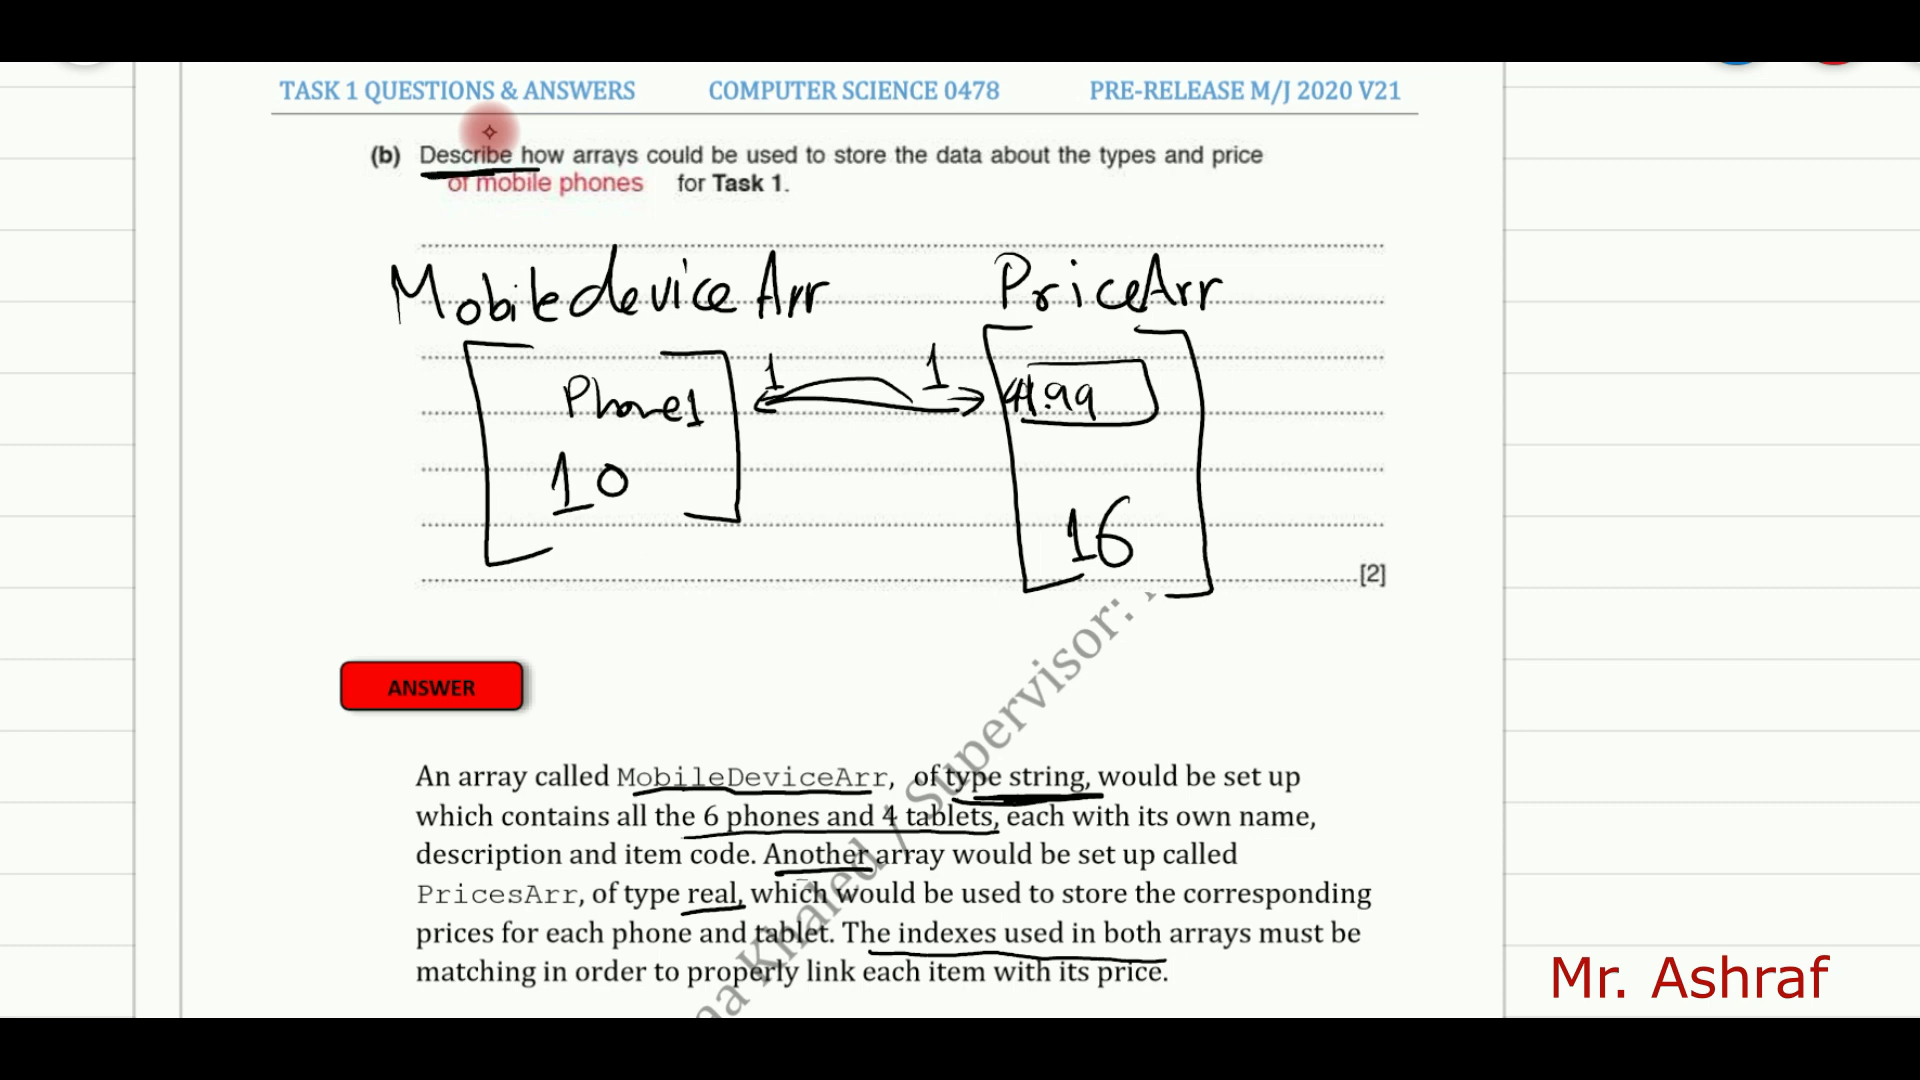 TASK 1 QUESTIONS & ANSWERS COMPUTER SCIENCE 0478 PRE-RELEASE M/J 2020 V21
(b) Describe how arrays could be used to store the data about the types and price
of mobile phones for Task 1.
MobiledeviceArr PriceArr
1 1
Phone1 .99
10
16
[2]
ANSWER
An array called MobileDeviceArr, of type string, would be set up
which contains all the 6 phones and 4 tablets, each with its own name,
description and item code. Another array would be set up called
PricesArr, of type real, which would be used to store the corresponding
prices for each phone and tablet. The indexes used in both arrays must be
matching in order to properly link each item with its price.
Khaled / Supervisor:
Mr. Ashraf